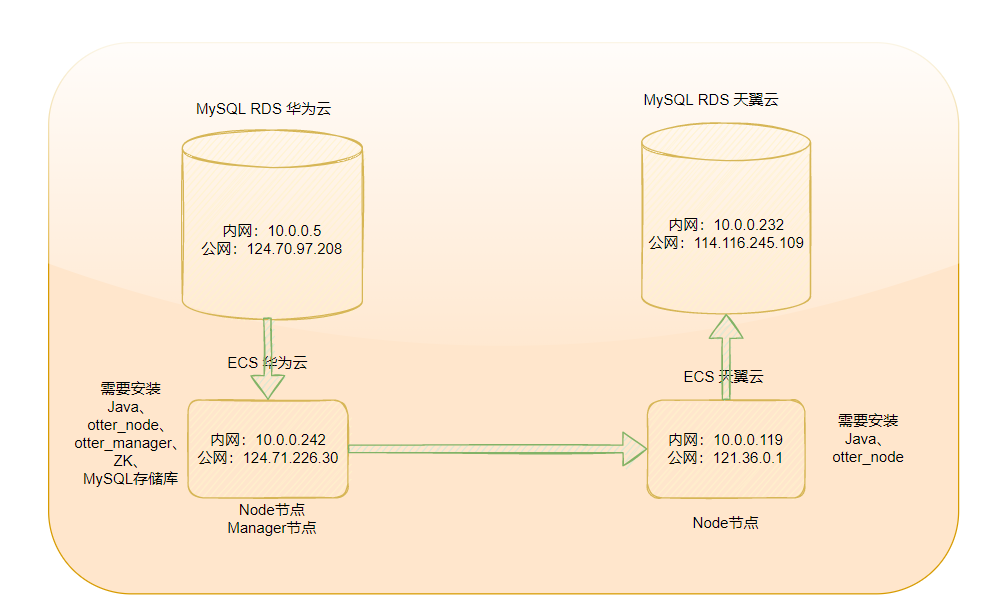 MySQL RDS 华为云
MySQL RDS 天翼云
内网：10.0.0.5
公网：124.70.97.208
内网：10.0.0.232
公网：114.116.245.109
ECS 华为云
ECS 天翼云
需要安装
Java、
otter_node、
otter_manager、
ZK、
MySQL存储库
内网：10.0.0.242
公网：124.71.226.30
内网：10.0.0.119
公网：121.36.0.1
需要安装
Java、
otter_node
Node节点
Manager节点
Node节点